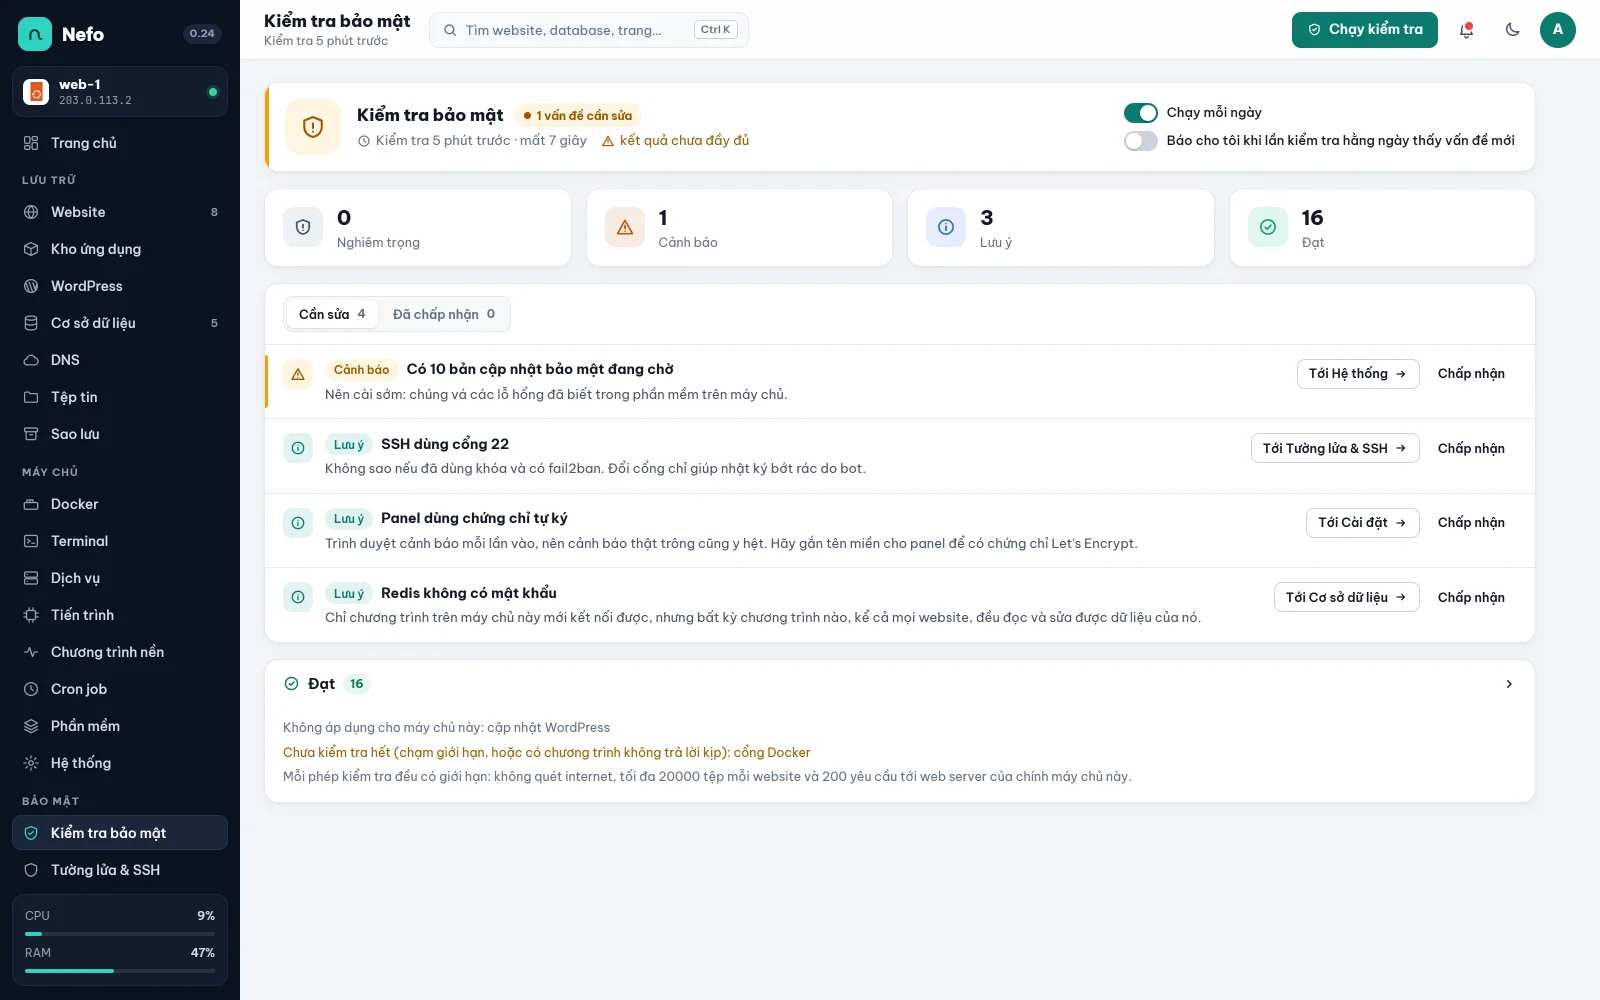 Nefo
0.24
web-1
203.0.113.2
Trang chủ
LƯU TRỮ
Website 8
Kho ứng dụng
WordPress
Cơ sở dữ liệu 5
DNS
Tệp tin
Sao lưu
MÁY CHỦ
Docker
Terminal
Dịch vụ
Tiến trình
Chương trình nền
Cron job
Phần mềm
Hệ thống
BẢO MẬT
Kiểm tra bảo mật
Tường lửa & SSH
CPU 9%
RAM 47%
Kiểm tra bảo mật
Kiểm tra 5 phút trước
Tìm website, database, trang... Ctrl K
Chạy kiểm tra
A
Kiểm tra bảo mật 1 vấn đề cần sửa
Kiểm tra 5 phút trước · mất 7 giây kết quả chưa đầy đủ
Chạy mỗi ngày
Báo cho tôi khi lần kiểm tra hằng ngày thấy vấn đề mới
0
Nghiêm trọng
1
Cảnh báo
3
Lưu ý
16
Đạt
Cần sửa 4 Đã chấp nhận 0
Cảnh báo Có 10 bản cập nhật bảo mật đang chờ
Nên cài sớm: chúng vá các lỗ hổng đã biết trong phần mềm trên máy chủ.
Tới Hệ thống → Chấp nhận
Lưu ý SSH dùng cổng 22
Không sao nếu đã dùng khóa và có fail2ban. Đổi cổng chỉ giúp nhật ký bớt rác do bot.
Tới Tường lửa & SSH → Chấp nhận
Lưu ý Panel dùng chứng chỉ tự ký
Trình duyệt cảnh báo mỗi lần vào, nên cảnh báo thật trông cũng y hệt. Hãy gắn tên miền cho panel để có chứng chỉ Let's Encrypt.
Tới Cài đặt → Chấp nhận
Lưu ý Redis không có mật khẩu
Chỉ chương trình trên máy chủ này mới kết nối được, nhưng bất kỳ chương trình nào, kể cả mọi website, đều đọc và sửa được dữ liệu của nó.
Tới Cơ sở dữ liệu → Chấp nhận
Đạt 16
Không áp dụng cho máy chủ này: cập nhật WordPress
Chưa kiểm tra hết (chạm giới hạn, hoặc có chương trình không trả lời kịp): cổng Docker
Mỗi phép kiểm tra đều có giới hạn: không quét internet, tối đa 20000 tệp mỗi website và 200 yêu cầu tới web server của chính máy chủ này.